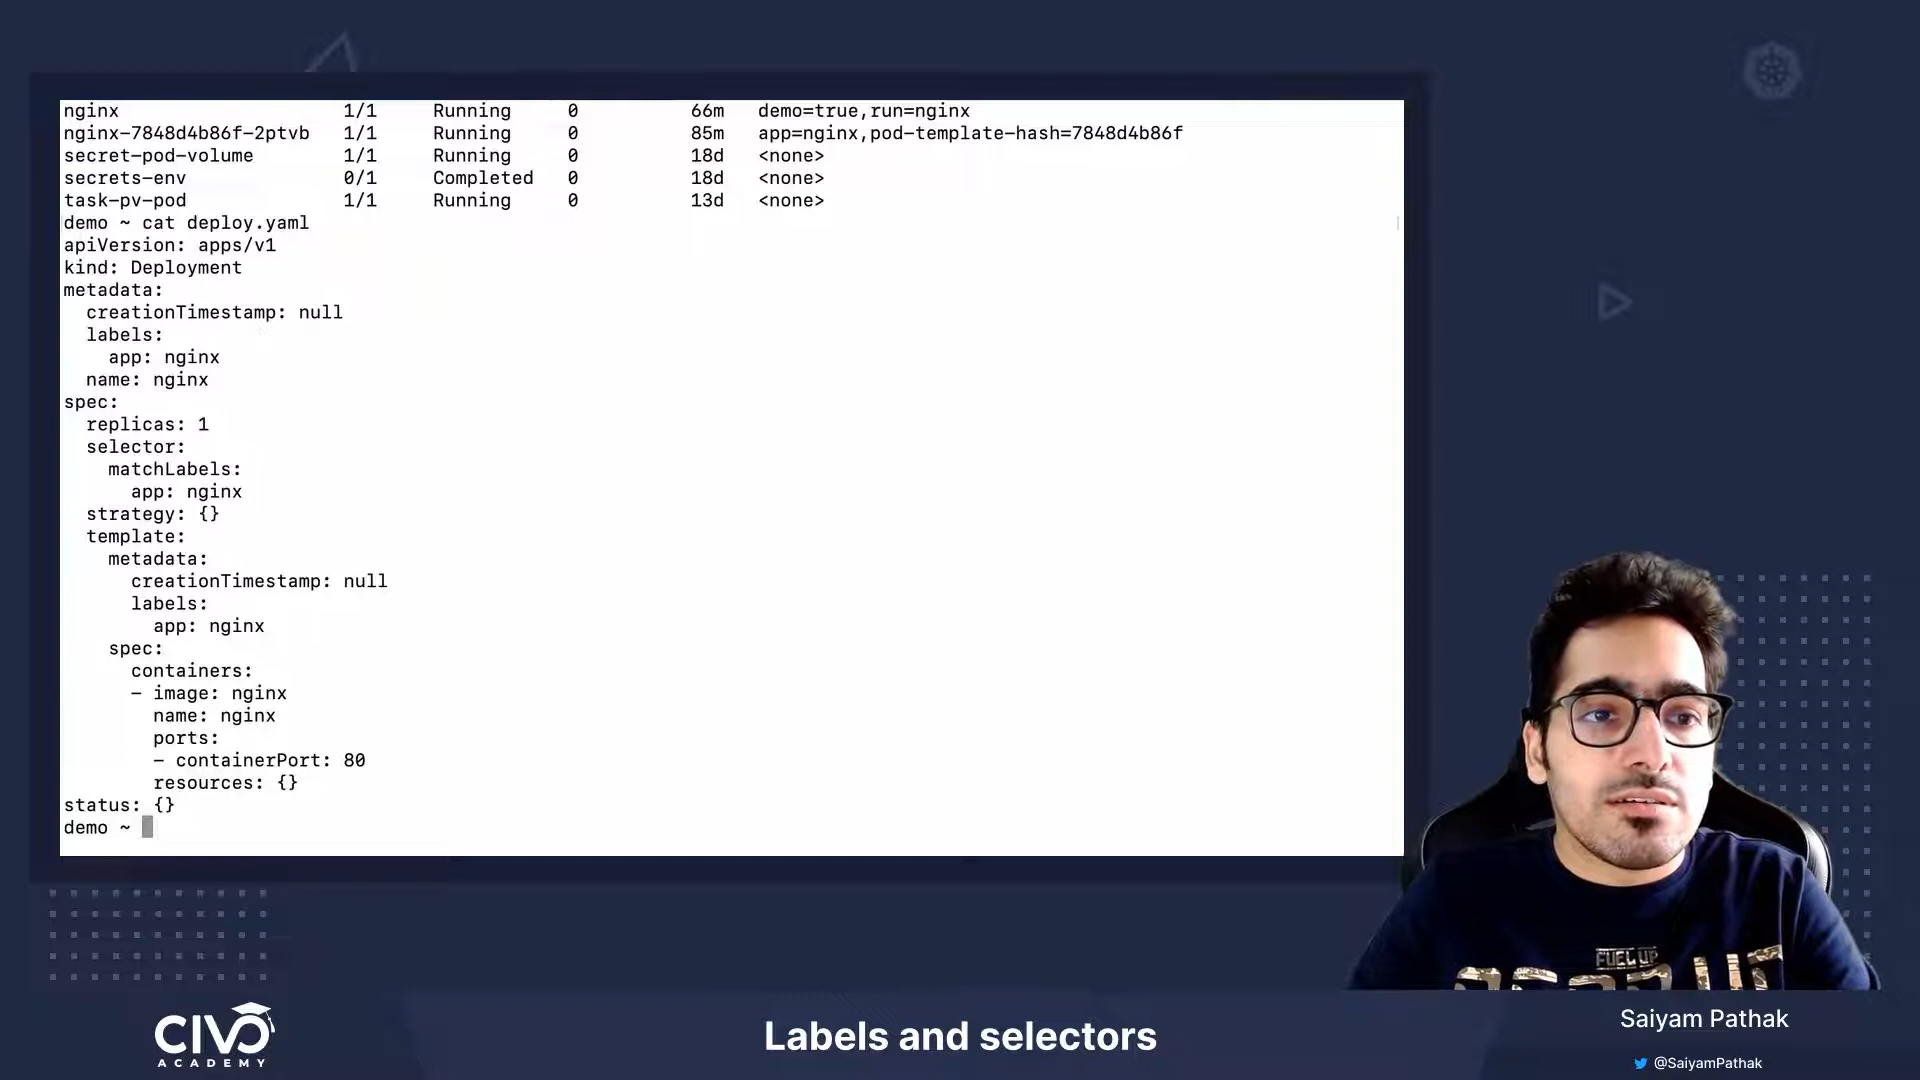 nginx 1/1 Running 0 66m demo=true,run=nginx
nginx-7848d4b86f-2ptvb 1/1 Running 0 85m app=nginx,pod-template-hash=7848d4b86f
secret-pod-volume 1/1 Running 0 18d <none>
secrets-env 0/1 Completed 0 18d <none>
task-pv-pod 1/1 Running 0 13d <none>
demo ~ cat deploy.yaml
apiVersion: apps/v1
kind: Deployment
metadata:
  creationTimestamp: null
  labels:
    app: nginx
  name: nginx
spec:
  replicas: 1
  selector:
    matchLabels:
      app: nginx
  strategy: {}
  template:
    metadata:
      creationTimestamp: null
      labels:
        app: nginx
    spec:
      containers:
      - image: nginx
        name: nginx
        ports:
        - containerPort: 80
        resources: {}
status: {}
demo ~
FUEL UP
CIVO
ACADEMY
Labels and selectors
Saiyam Pathak
@SaiyamPathak